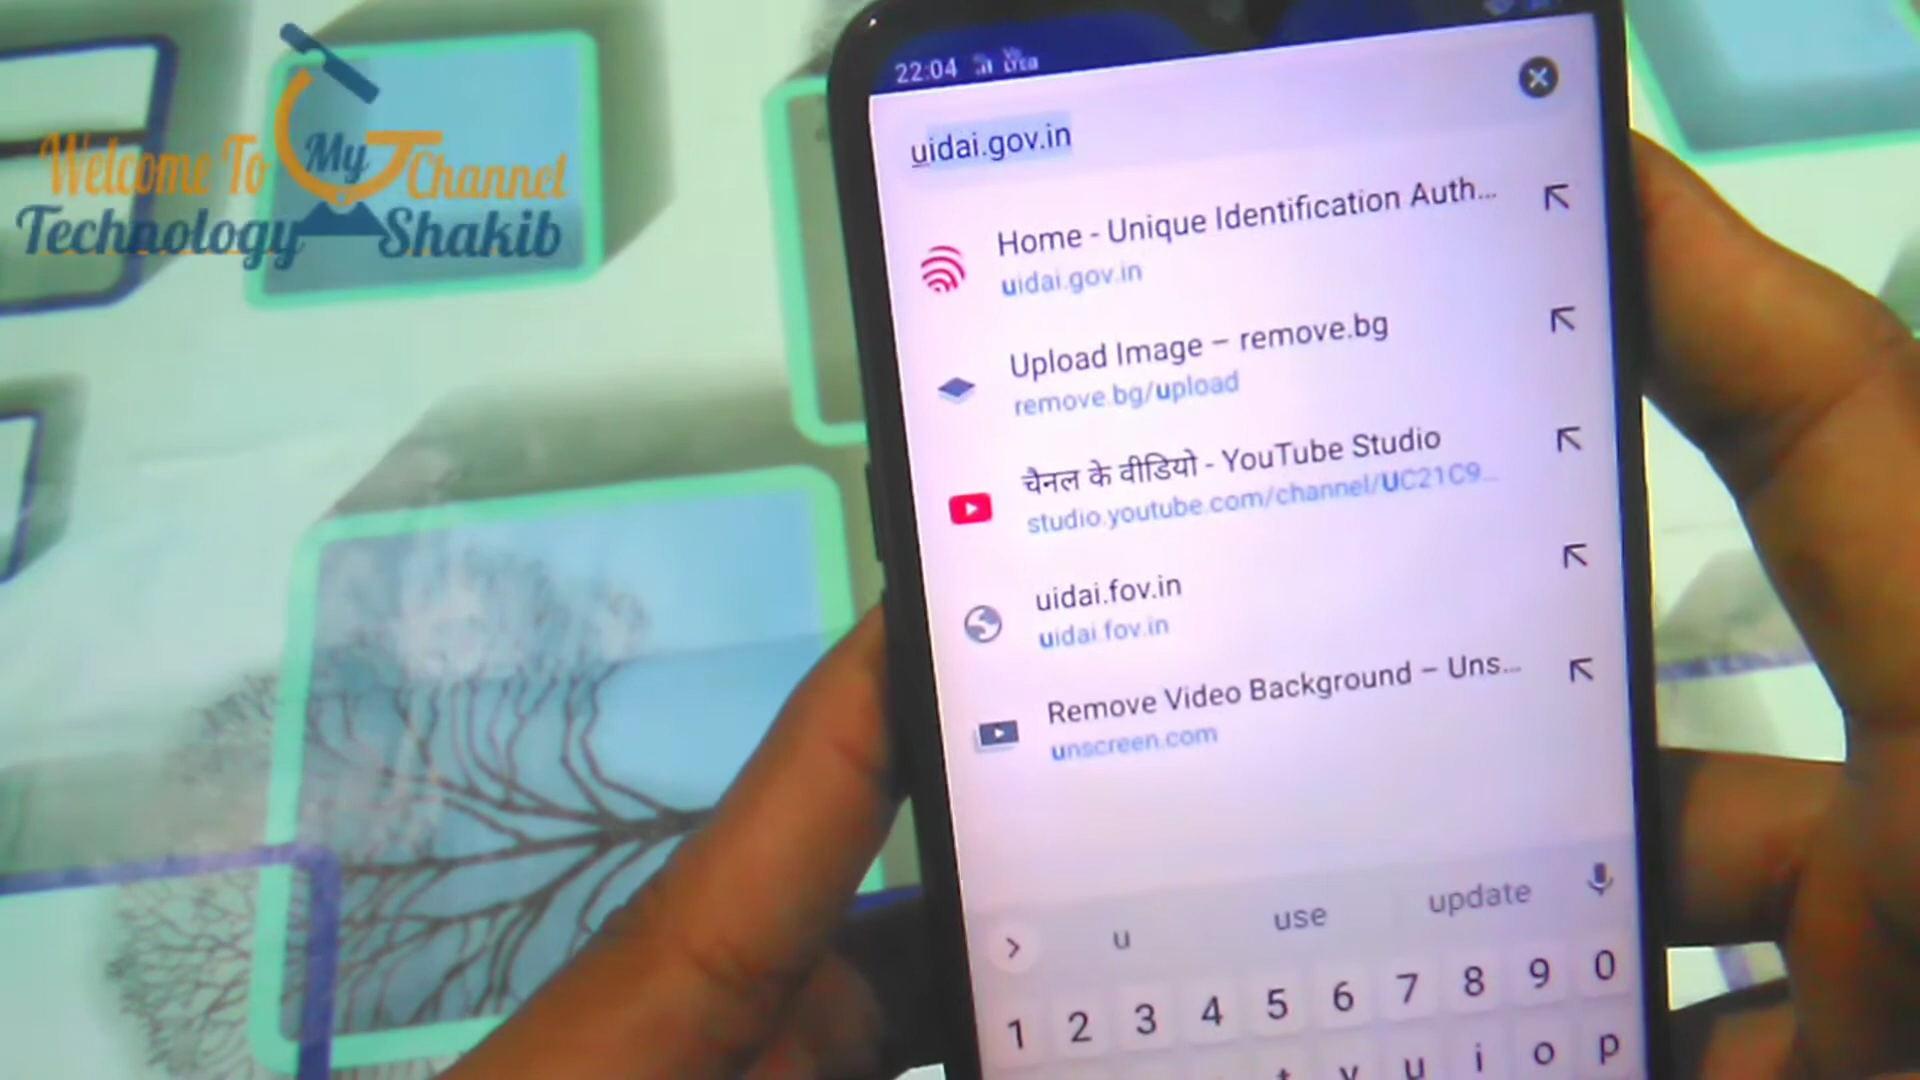 Welcome To My Channel
Technology Shakib
22:04
uidai.gov.in
Home - Unique Identification Auth...
uidai.gov.in
Upload Image – remove.bg
remove.bg/upload
चैनल के वीडियो - YouTube Studio
studio.youtube.com/channel/UC21C9...
uidai.fov.in
uidai.fov.in
Remove Video Background – Uns...
unscreen.com
u use update
1 2 3 4 5 6 7 8 9 0
t y u i o p